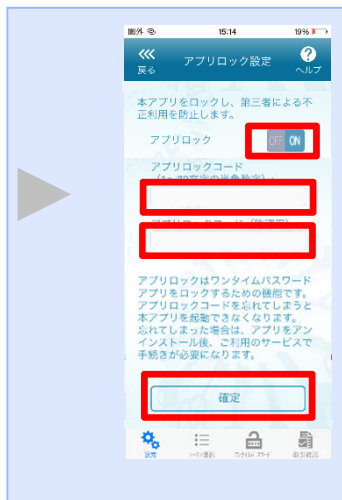 圏外 15:14 19%
戻る アプリロック設定 ヘルプ
本アプリをロックし、第三者による不
正利用を防止します。
アプリロック OFF ON
アプリロックコード
アプリロックはワンタイムパスワード
アプリをロックするための機能です。
アプリロックコードを忘れてしまうと
本アプリを起動できなくなります。
忘れてしまった場合は、アプリをアン
インストール後、ご利用のサービスで
手続きが必要になります。
確定
設定 取引認証